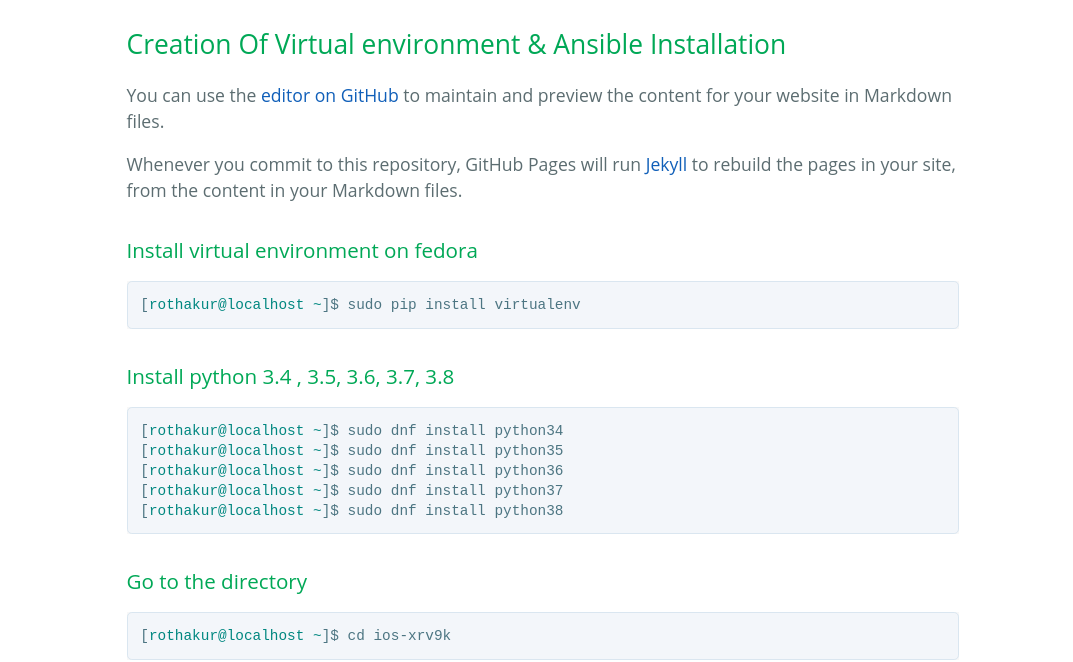 Creation Of Virtual environment & Ansible Installation
You can use the editor on GitHub to maintain and preview the content for your website in Markdown
files.
Whenever you commit to this repository, GitHub Pages will run Jekyll to rebuild the pages in your site,
from the content in your Markdown files.
Install virtual environment on fedora
[rothakur@localhost ~]$ sudo pip install virtualenv
Install python 3.4 , 3.5, 3.6, 3.7, 3.8
[rothakur@localhost ~]$ sudo dnf install python34
[rothakur@localhost ~]$ sudo dnf install python35
[rothakur@localhost ~]$ sudo dnf install python36
[rothakur@localhost ~]$ sudo dnf install python37
[rothakur@localhost ~]$ sudo dnf install python38
Go to the directory
[rothakur@localhost ~]$ cd ios-xrv9k